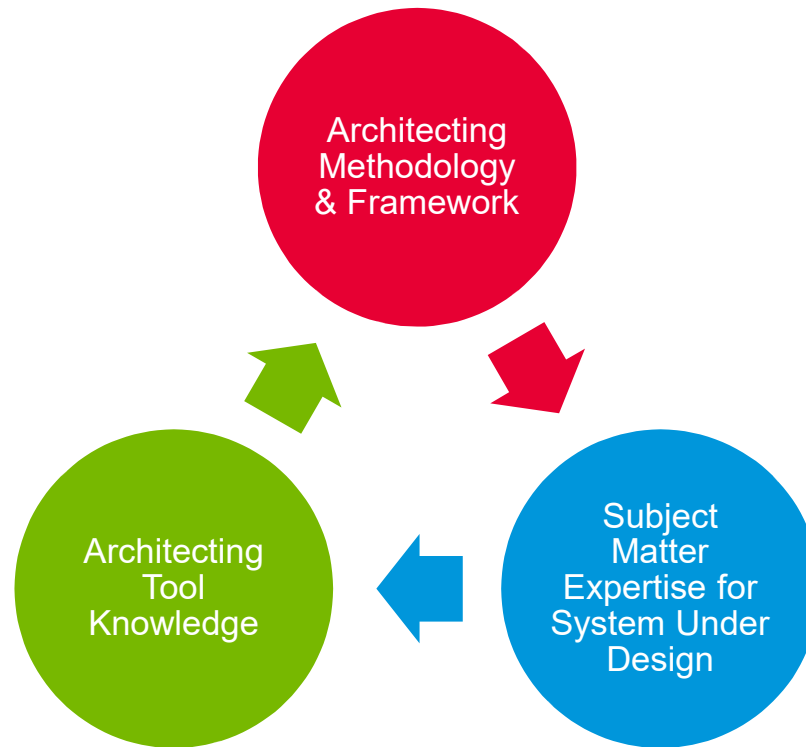 Architecting
Methodology
& Framework
Subject
Matter
Expertise for
System Under
Design
Architecting
Tool
Knowledge